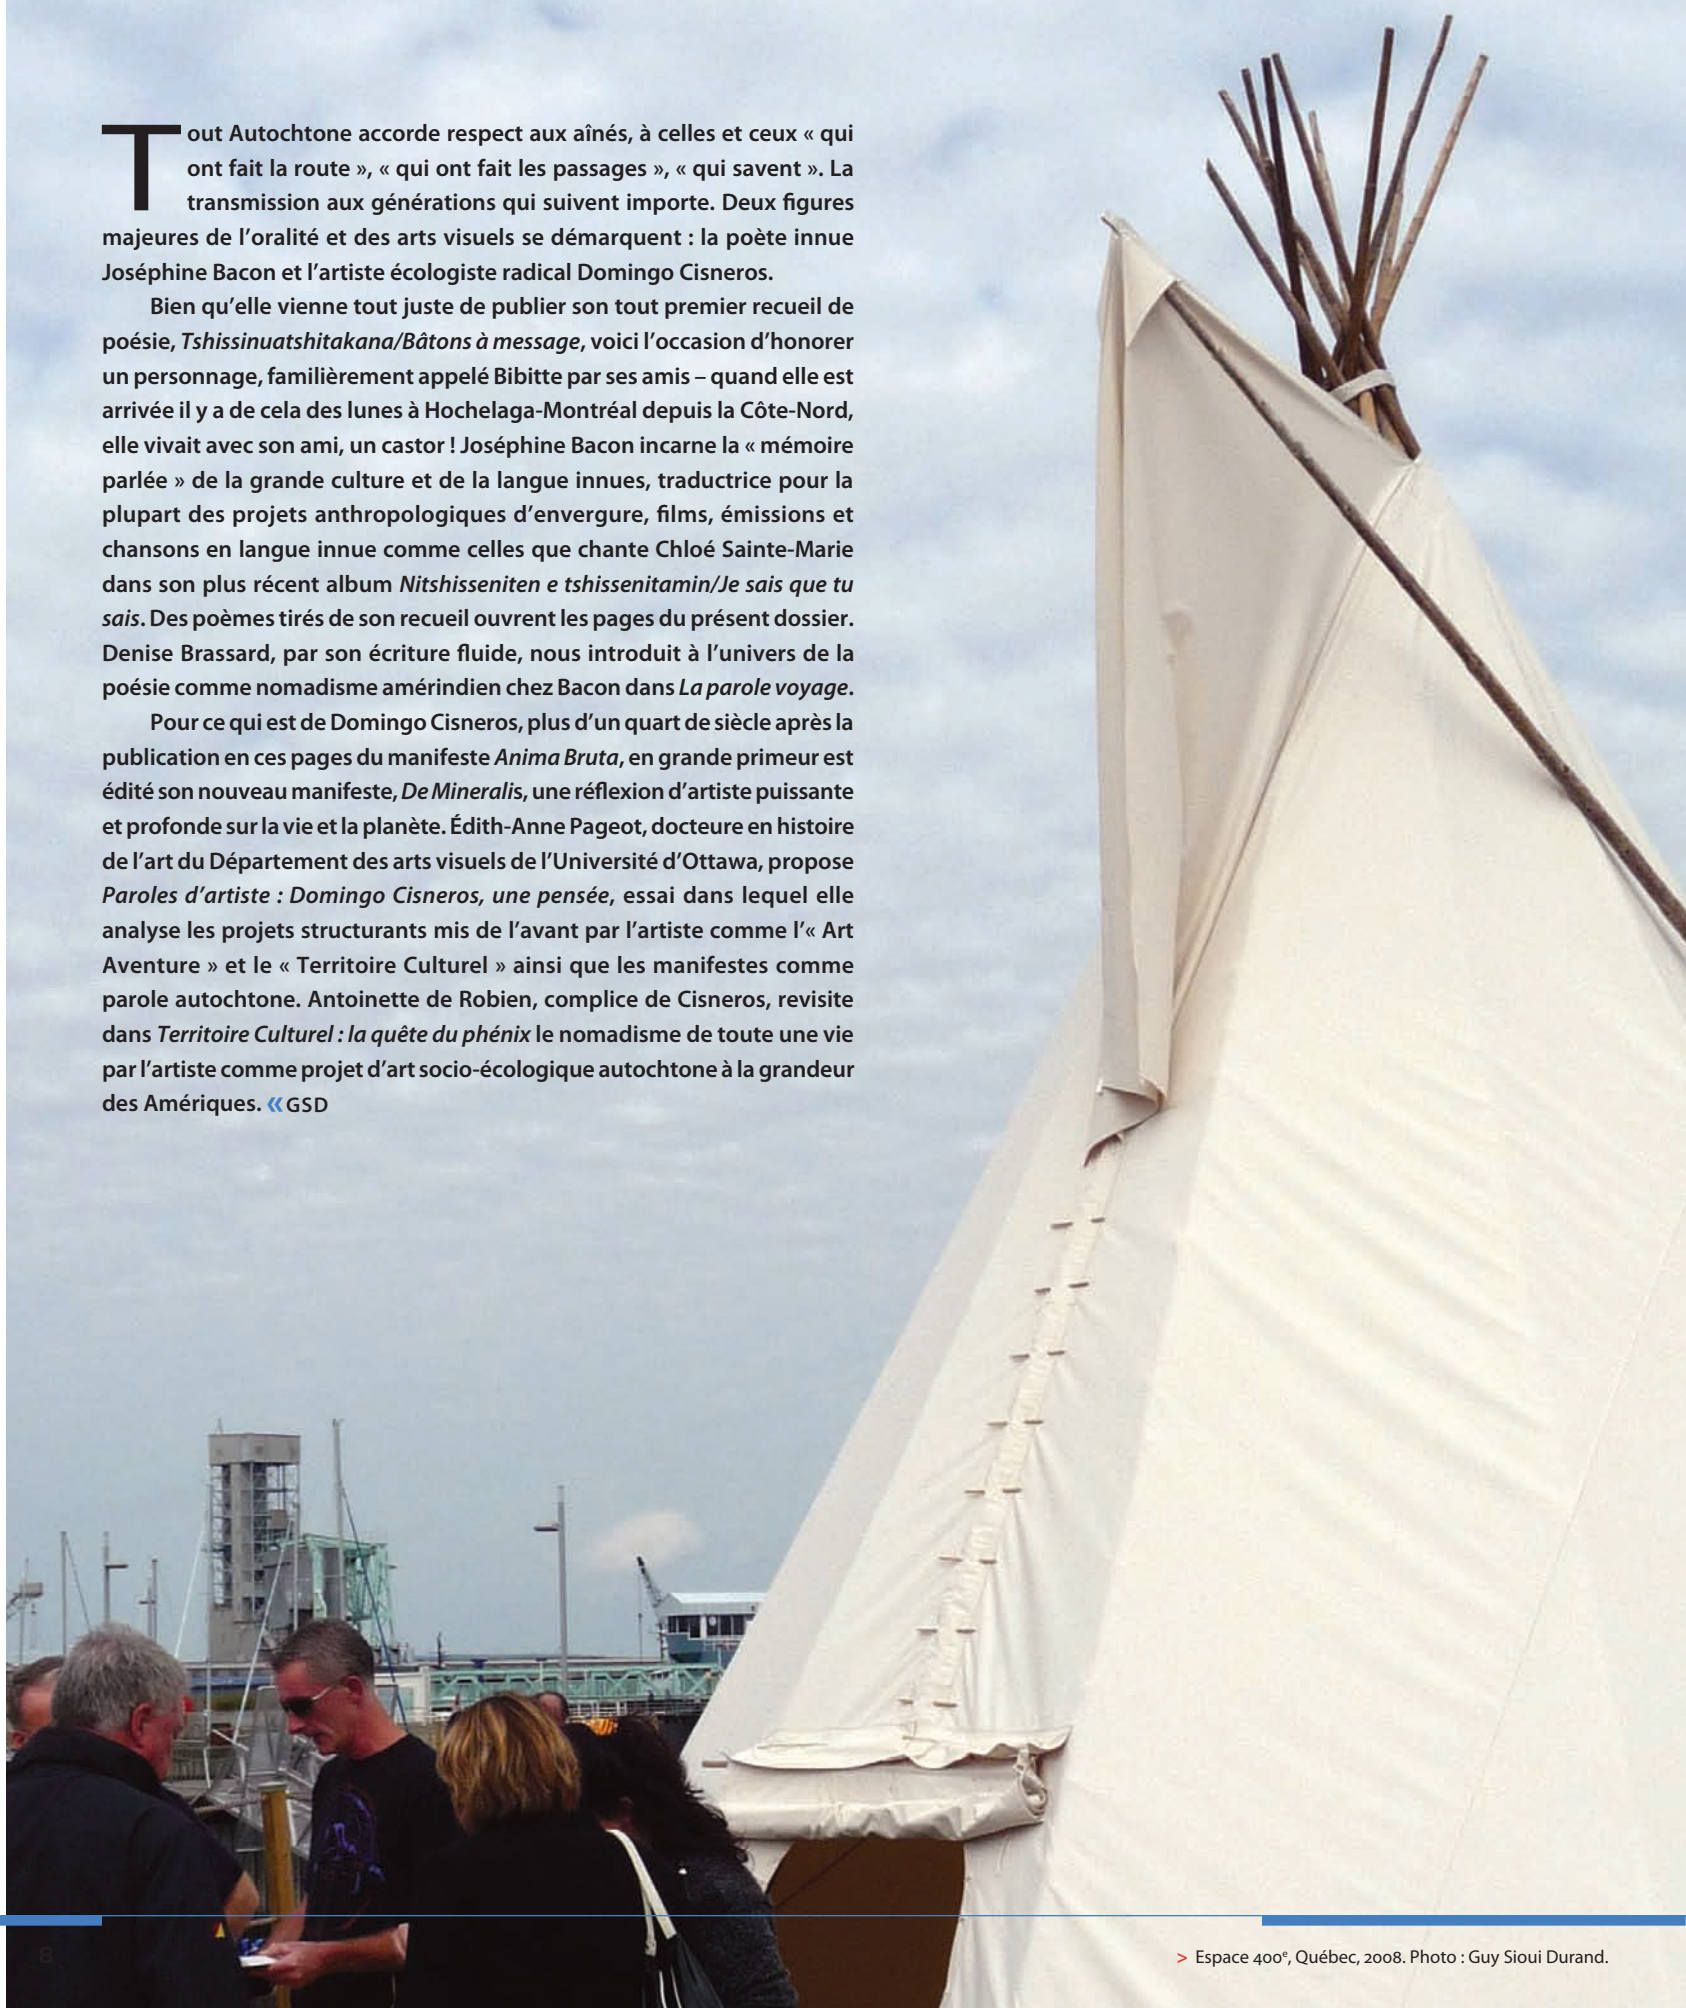 Tout Autochtone accorde respect aux aînés, à celles et ceux « qui
ont fait la route », « qui ont fait les passages », « qui savent ». La
transmission aux générations qui suivent importe. Deux figures
majeures de l’oralité et des arts visuels se démarquent : la poète innue
Joséphine Bacon et l’artiste écologiste radical Domingo Cisneros.
Bien qu’elle vienne tout juste de publier son tout premier recueil de
poésie, Tshissinuatshitakana/Bâtons à message, voici l’occasion d’honorer
un personnage, familièrement appelé Bibitte par ses amis – quand elle est
arrivée il y a de cela des lunes à Hochelaga-Montréal depuis la Côte-Nord,
elle vivait avec son ami, un castor ! Joséphine Bacon incarne la « mémoire
parlée » de la grande culture et de la langue innues, traductrice pour la
plupart des projets anthropologiques d’envergure, films, émissions et
chansons en langue innue comme celles que chante Chloé Sainte-Marie
dans son plus récent album Nitshisseniten e tshissenitamin/Je sais que tu
sais. Des poèmes tirés de son recueil ouvrent les pages du présent dossier.
Denise Brassard, par son écriture fluide, nous introduit à l’univers de la
poésie comme nomadisme amérindien chez Bacon dans La parole voyage.
Pour ce qui est de Domingo Cisneros, plus d’un quart de siècle après la
publication en ces pages du manifeste Anima Bruta, en grande primeur est
édité son nouveau manifeste, De Mineralis, une réflexion d’artiste puissante
et profonde sur la vie et la planète. Édith-Anne Pageot, docteure en histoire
de l’art du Département des arts visuels de l’Université d’Ottawa, propose
Paroles d’artiste : Domingo Cisneros, une pensée, essai dans lequel elle
analyse les projets structurants mis de l’avant par l’artiste comme l’« Art
Aventure » et le « Territoire Culturel » ainsi que les manifestes comme
parole autochtone. Antoinette de Robien, complice de Cisneros, revisite
dans Territoire Culturel : la quête du phénix le nomadisme de toute une vie
par l’artiste comme projet d’art socio-écologique autochtone à la grandeur
des Amériques. « GSD
8
> Espace 400e, Québec, 2008. Photo : Guy Sioui Durand.